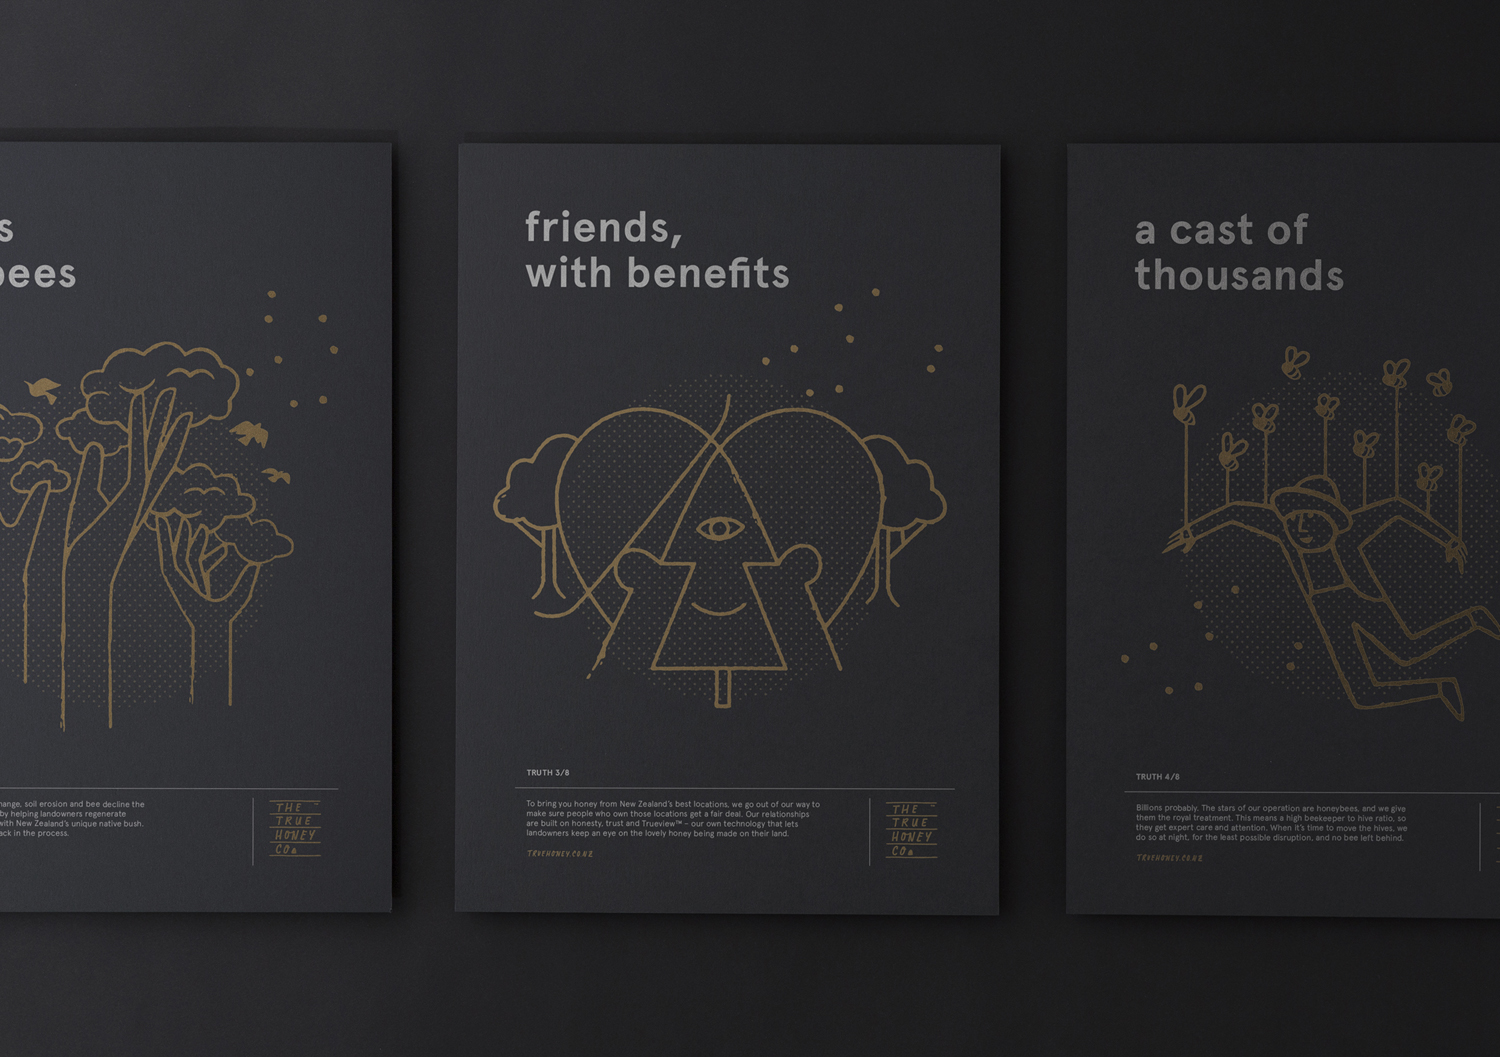 s
bees
hange, soil erosion and bee decline the
by helping landowners regenerate
with New Zealand's unique native bush.
ack in the process.
THE
TRUE
HONEY
CO.
friends,
with benefits
TRUTH 3/8
To bring you honey from New Zealand's best locations, we go out of our way to
make sure people who own those locations get a fair deal. Our relationships
are built on honesty, trust and Trueview™ – our own technology that lets
landowners keep an eye on the lovely honey being made on their land.
TRUEHONEY.CO.NZ
THE
TRUE
HONEY
CO.
a cast of
thousands
TRUTH 4/8
Billions probably. The stars of our operation are honeybees, and we give
them the royal treatment. This means a high beekeeper to hive ratio, so
they get expert care and attention. When it's time to move the hives, we
do so at night, for the least possible disruption, and no bee left behind.
TRUEHONEY.CO.NZ